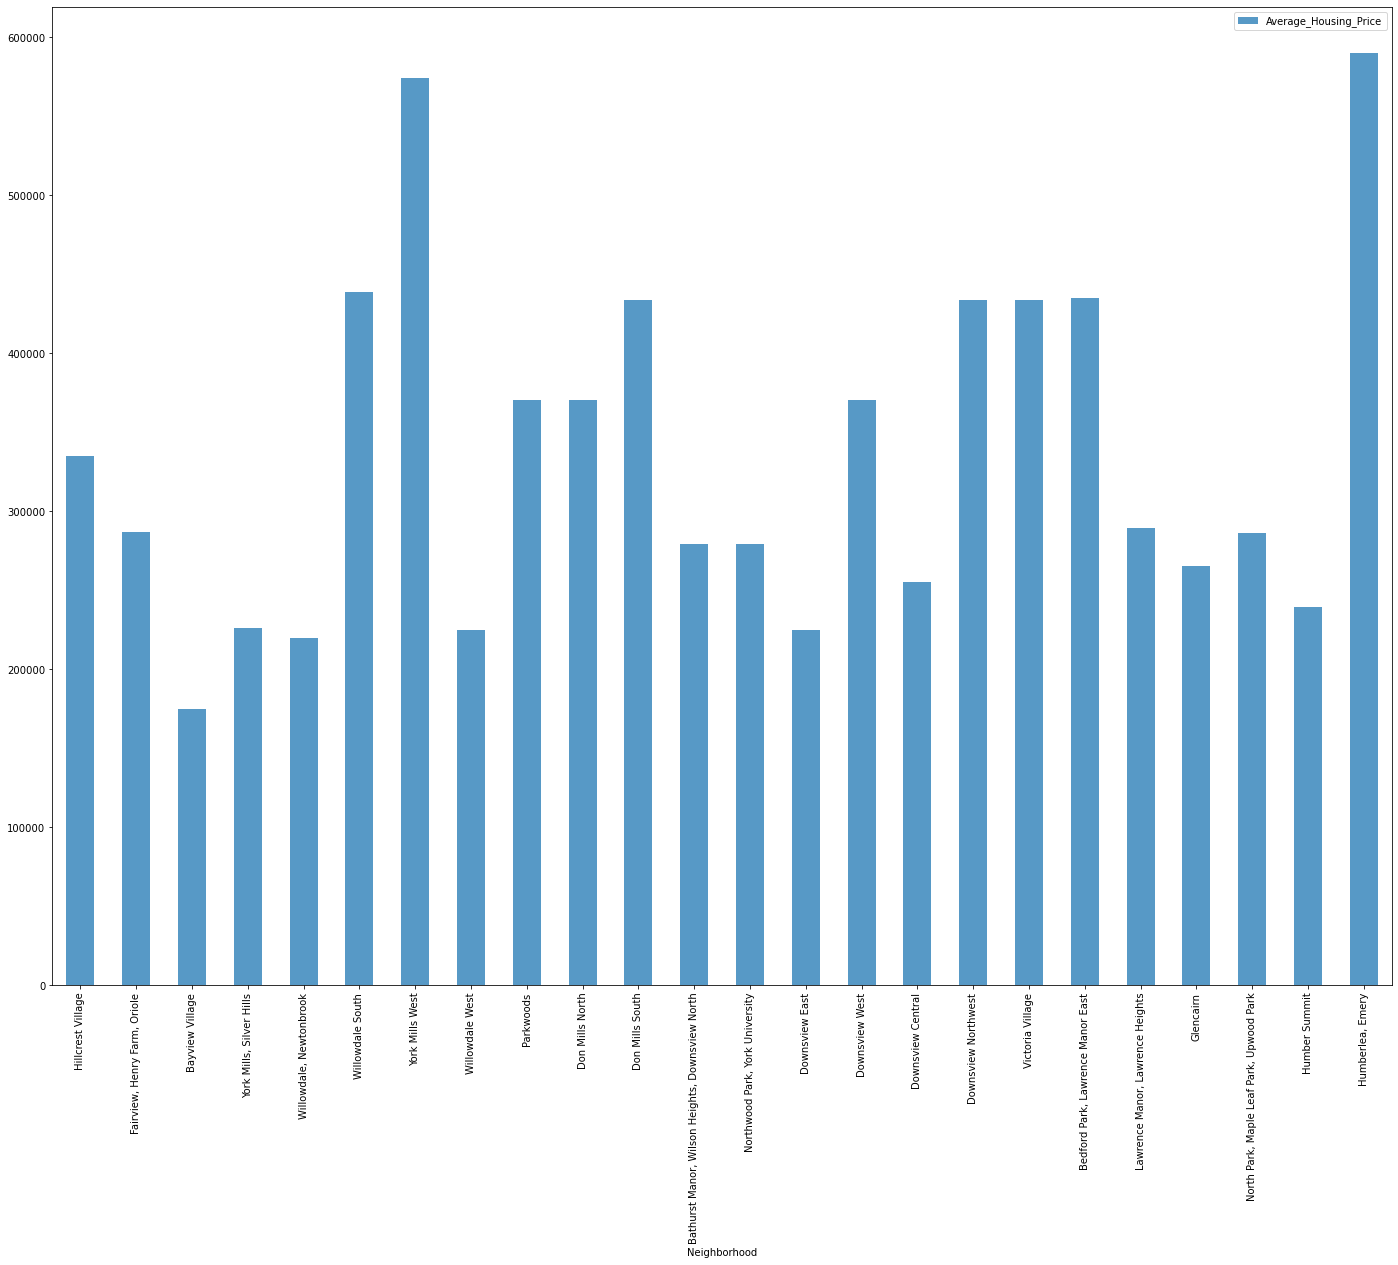 Average_Housing_Price
600000
500000
400000
300000
200000
100000
0
Hillcrest Village
Fairview, Henry Farm, Oriole
Bayview Village
York Mills, Silver Hills
Willowdale, Newtonbrook
Willowdale South
York Mills West
Willowdale West
Parkwoods
Don Mills North
Don Mills South
Bathurst Manor, Wilson Heights, Downsview North
Northwood Park, York University
Downsview East
Downsview West
Downsview Central
Downsview Northwest
Victoria Village
Bedford Park, Lawrence Manor East
Lawrence Manor, Lawrence Heights
Glencairn
North Park, Maple Leaf Park, Upwood Park
Humber Summit
Humberlea, Emery
Neighborhood